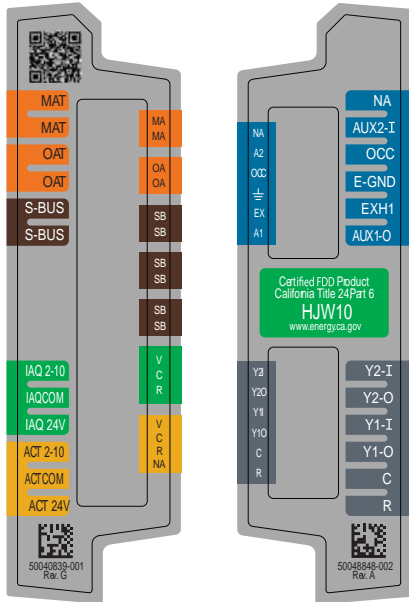 MAT
MAT
OAT
OAT
S-BUS
S-BUS
IAQ 2-10
IAQCOM
IAQ 24V
ACT 2-10
ACTCOM
ACT 24V
50040839-001
Rev. G
MA
MA
OA
OA
SB
SB
SB
SB
SB
SB
V
C
R
V
C
R
NA
NA
A2
OCC
EX
A1
NA
AUX2-I
OCC
E-GND
EXH1
AUX1-O
Certified FDD Product
California Title 24Part 6
HJW10
www.energy.ca.gov
Y2I
Y2O
Y1I
Y1O
C
R
Y2-I
Y2-O
Y1-I
Y1-O
C
R
50048848-002
Rev. A